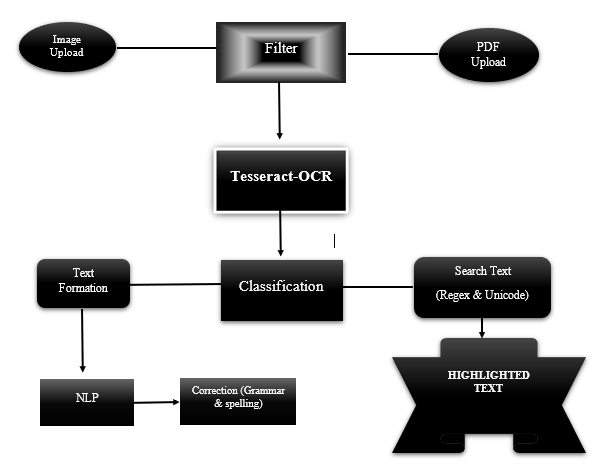 Image
Upload
Filter
PDF
Upload
Tesseract-OCR
Text
Formation
Classification
Search Text
(Regex & Unicode)
HIGHLIGHTED
TEXT
NLP
Correction (Grammar
& spelling)